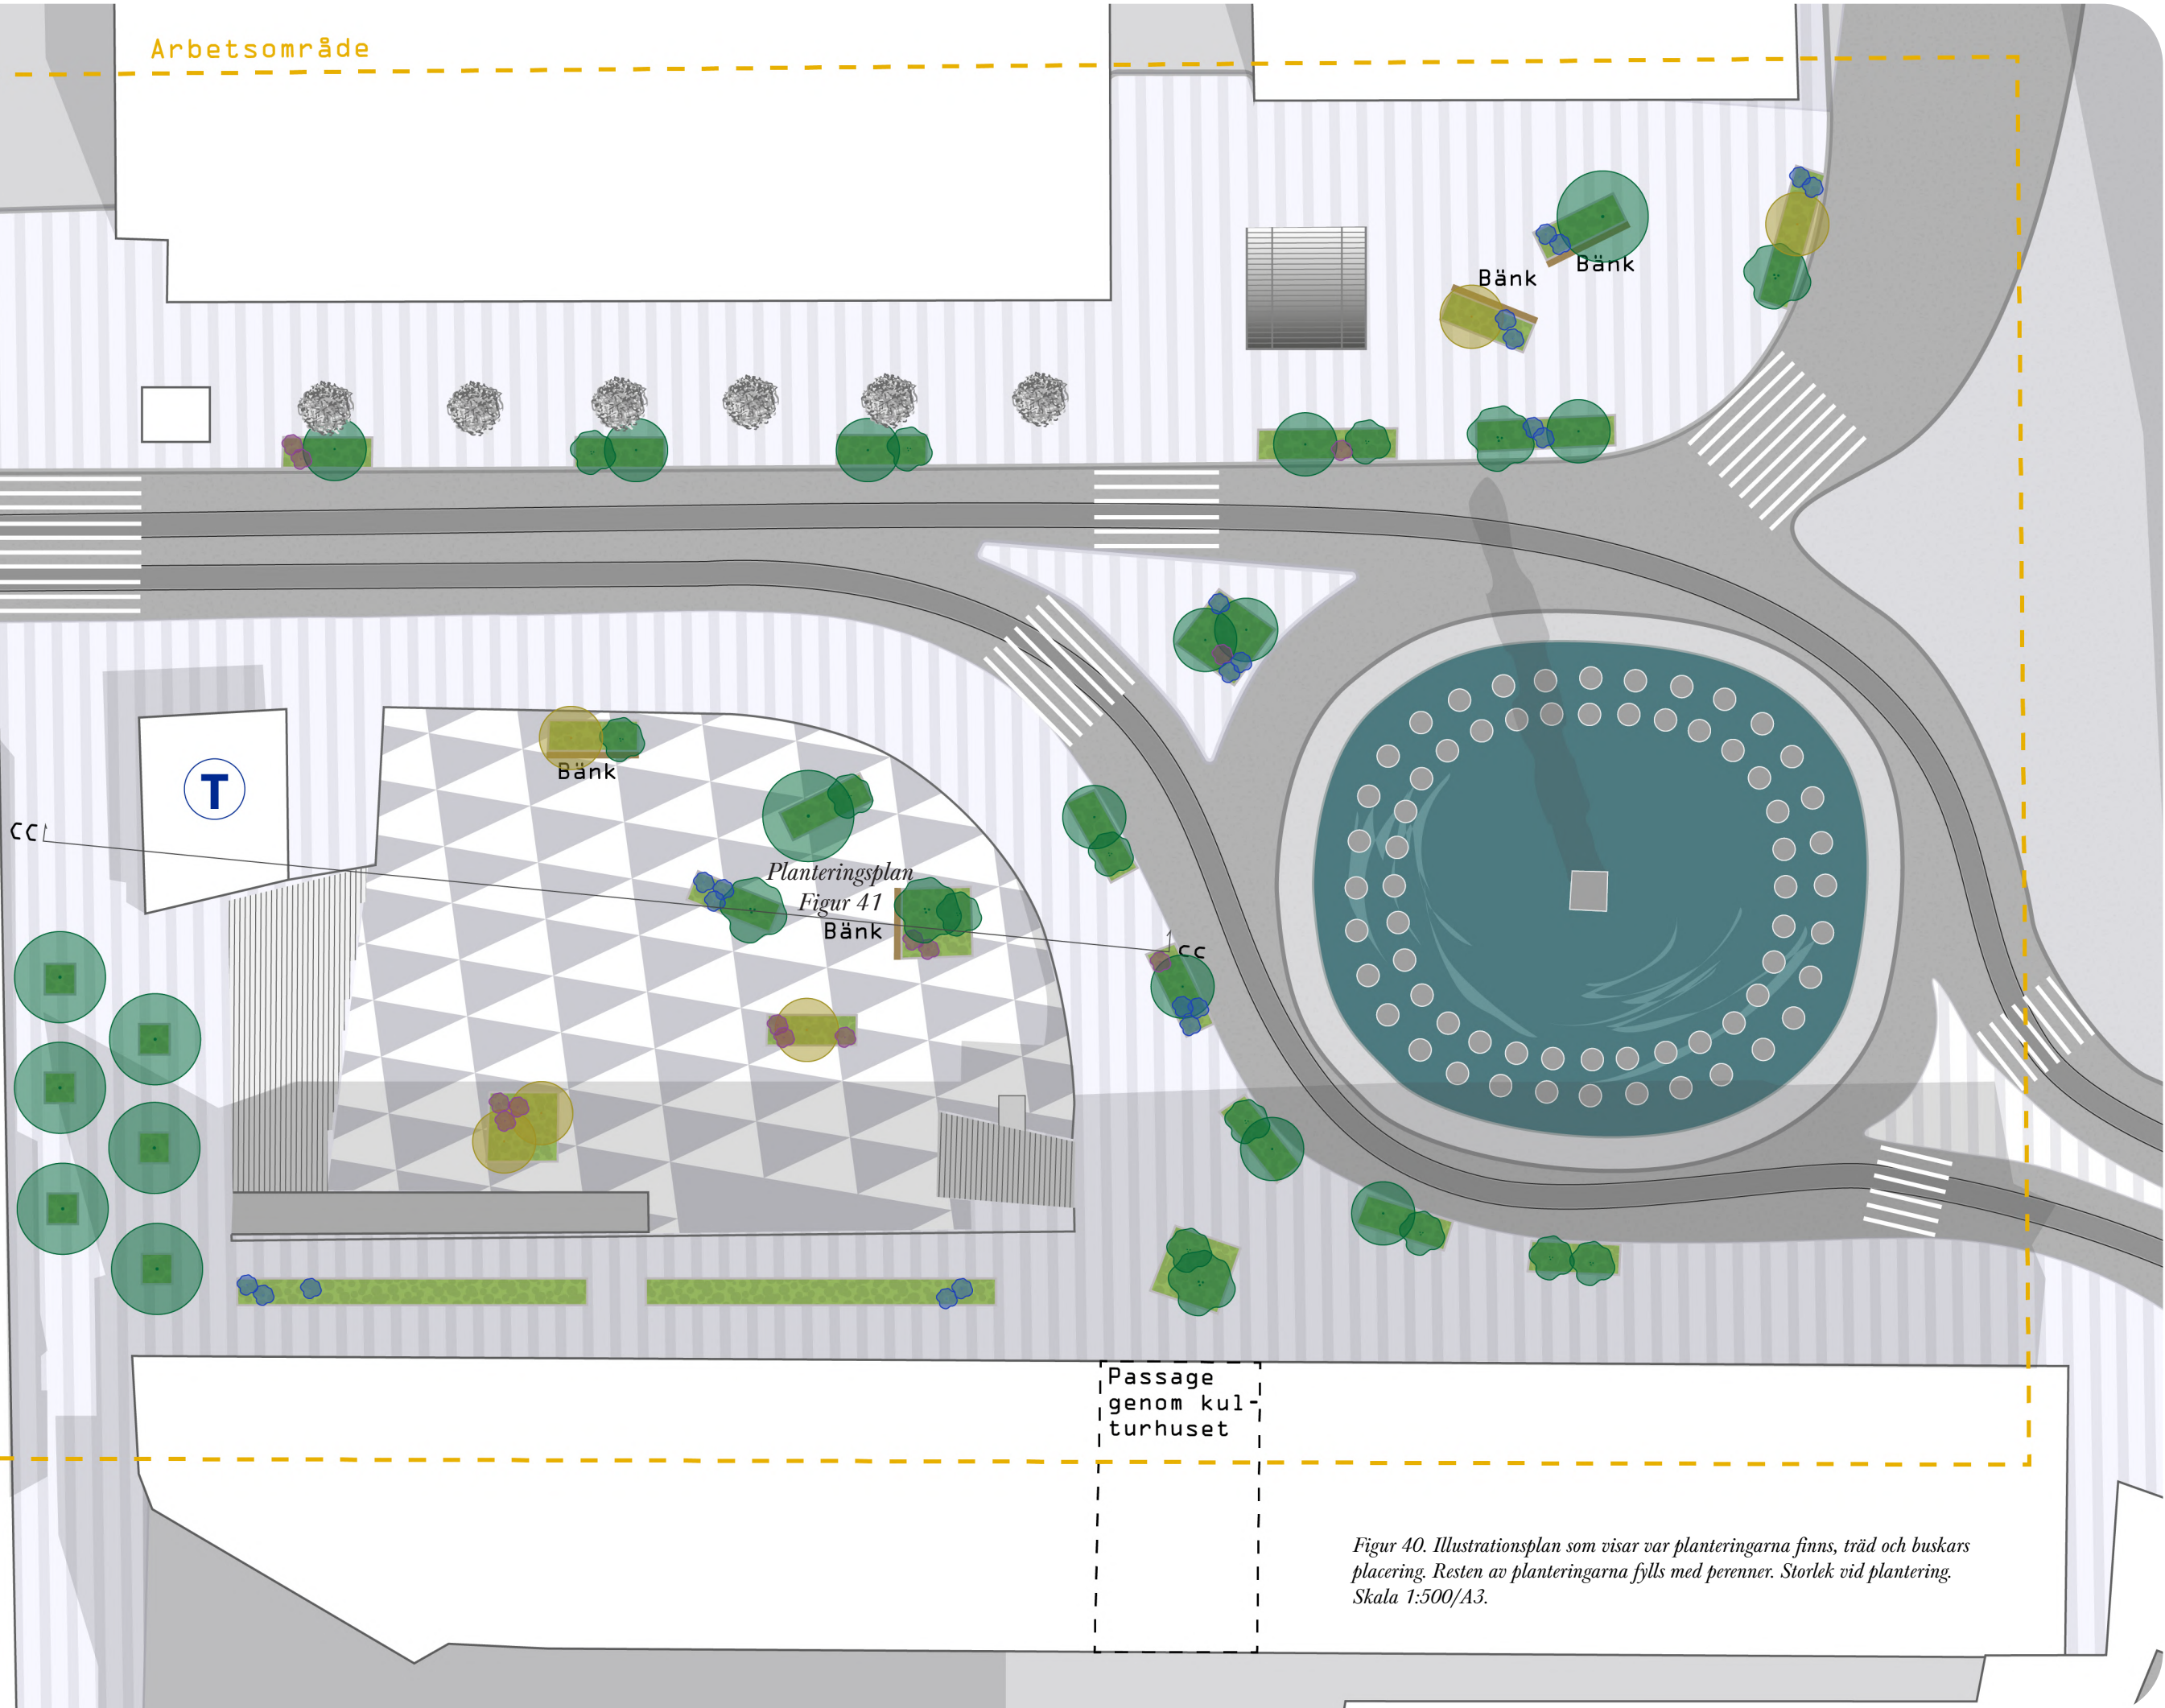 Arbetsområde
Bänk
Bänk
Bänk
T
CC
Planteringsplan
Figur 41
Bänk
CC
Passage
genom kul-
turhuset
Figur 40. Illustrationsplan som visar var planteringarna finns, träd och buskars
placering. Resten av planteringarna fylls med perenner. Storlek vid plantering.
Skala 1:500/A3.